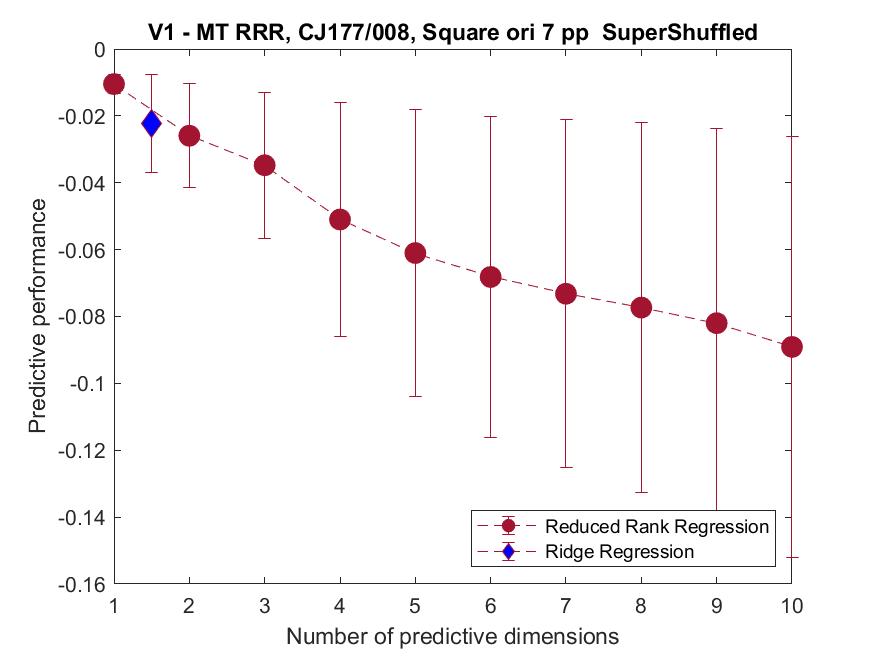 V1 - MT RRR, CJ177/008, Square ori 7 pp  SuperShuffled
0
-0.02
-0.04
-0.06
-0.08
-0.1
-0.12
-0.14
-0.16
Predictive performance
1 2 3 4 5 6 7 8 9 10
Number of predictive dimensions
Reduced Rank Regression
Ridge Regression